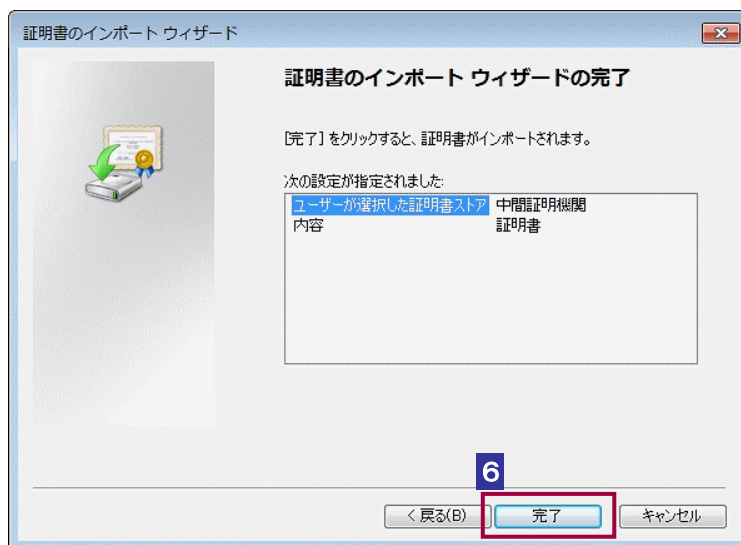 証明書のインポート ウィザード
証明書のインポート ウィザードの完了
[完了] をクリックすると、証明書がインポートされます。
次の設定が指定されました:
ユーザーが選択した証明書ストア 中間証明機関
内容 証明書
6
< 戻る(B) 完了 キャンセル